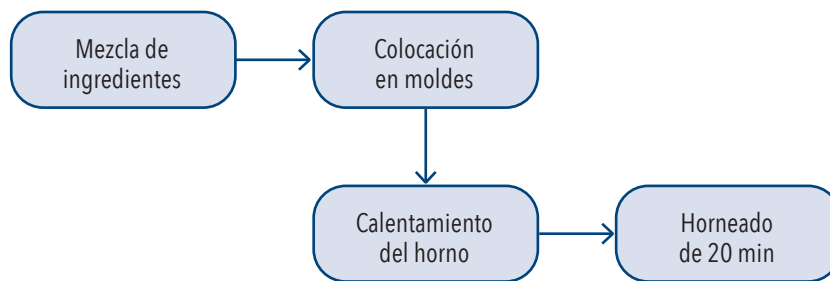 Mezcla de
ingredientes
Colocación
en moldes
Calentamiento
del horno
Horneado
de 20 min